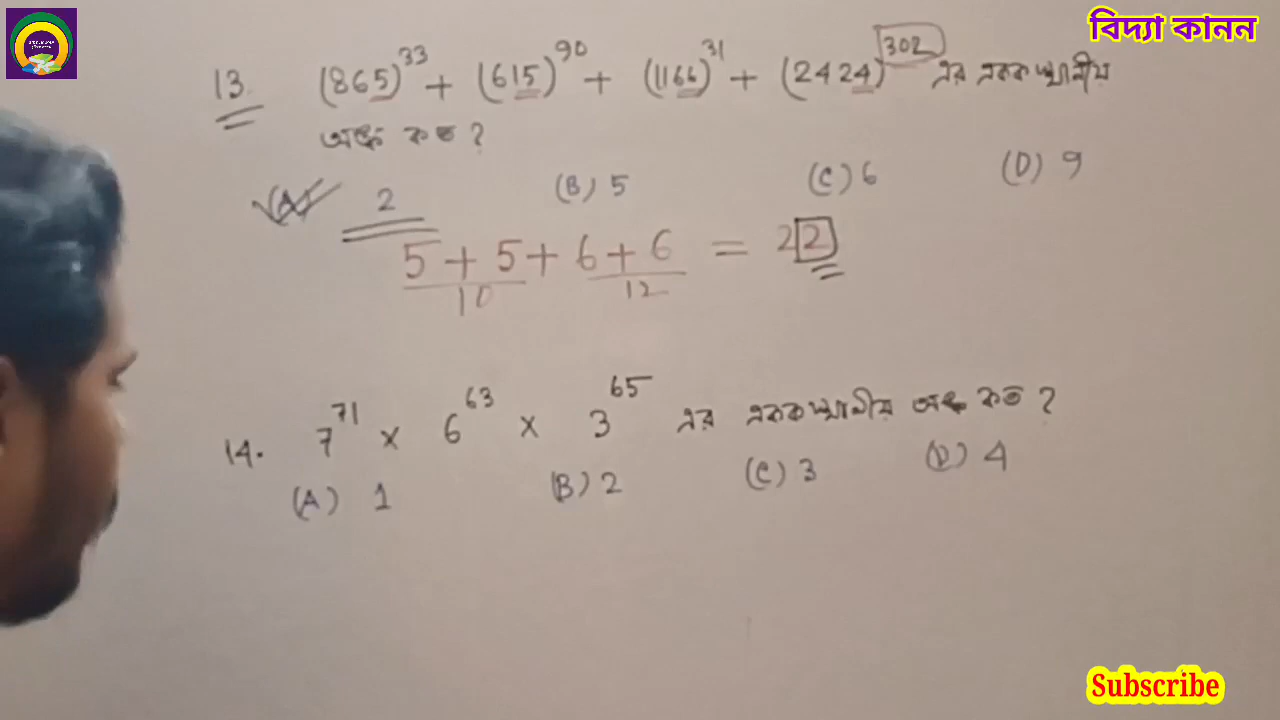 বিদ্যা কানন
13. (865)^33 + (615)^90 + (1166)^31 + (2424)^302 এর একক স্থানীয়
অঙ্ক কত ?
(A) 2 (B) 5 (C) 6 (D) 9
5 + 5 + 6 + 6 = 22
10 12
14. 7^71 x 6^63 x 3^65 এর একক স্থানীয় অঙ্ক কত ?
(A) 1 (B) 2 (C) 3 (D) 4
Subscribe